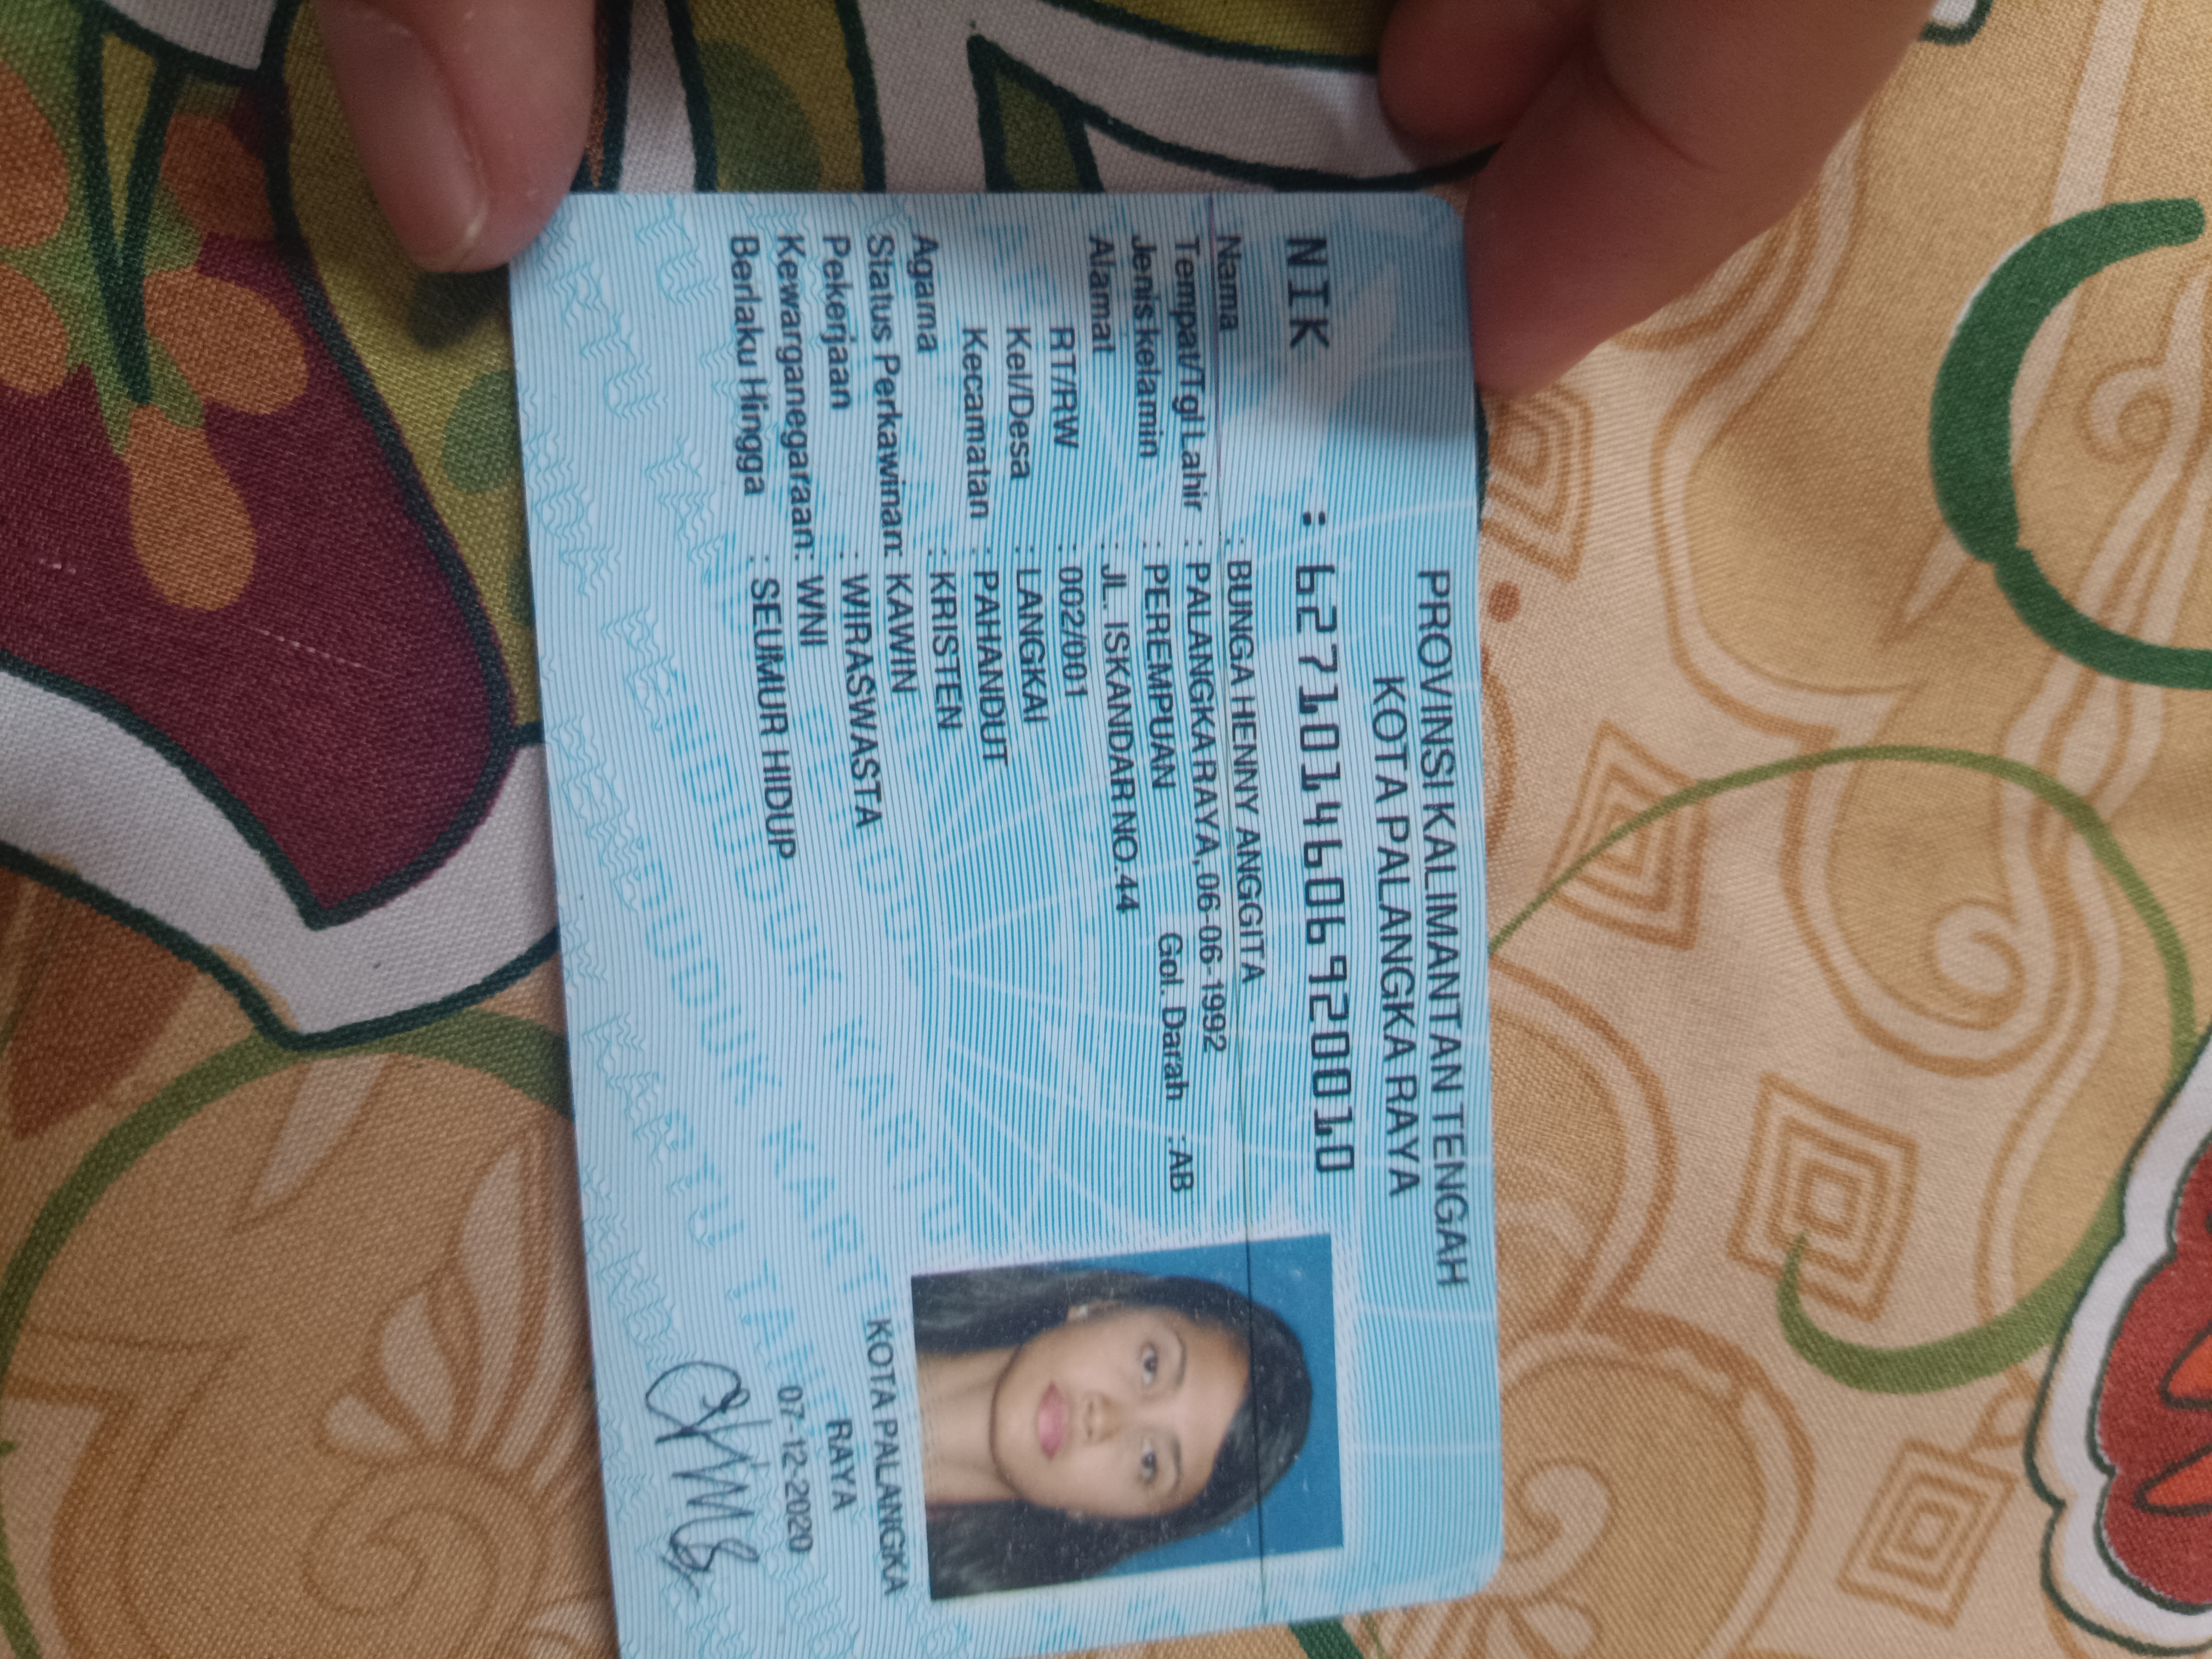 PROVINSI KALIMANTAN TENGAH
KOTA PALANGKA RAYA
NIK : 6271014606920010
Nama : BUNGA HENNY ANGGITA
Tempat/Tgl Lahir : PALANGKA RAYA, 06-06-1992
Jenis kelamin : PEREMPUAN Gol. Darah : AB
Alamat : JL. ISKANDAR NO.44
RT/RW : 002/001
Kel/Desa : LANGKAI
Kecamatan : PAHANDUT
Agama : KRISTEN
Status Perkawinan: KAWIN
Pekerjaan : WIRASWASTA
Kewarganegaraan: WNI
Berlaku Hingga : SEUMUR HIDUP
KOTA PALANGKA
RAYA
07-12-2020